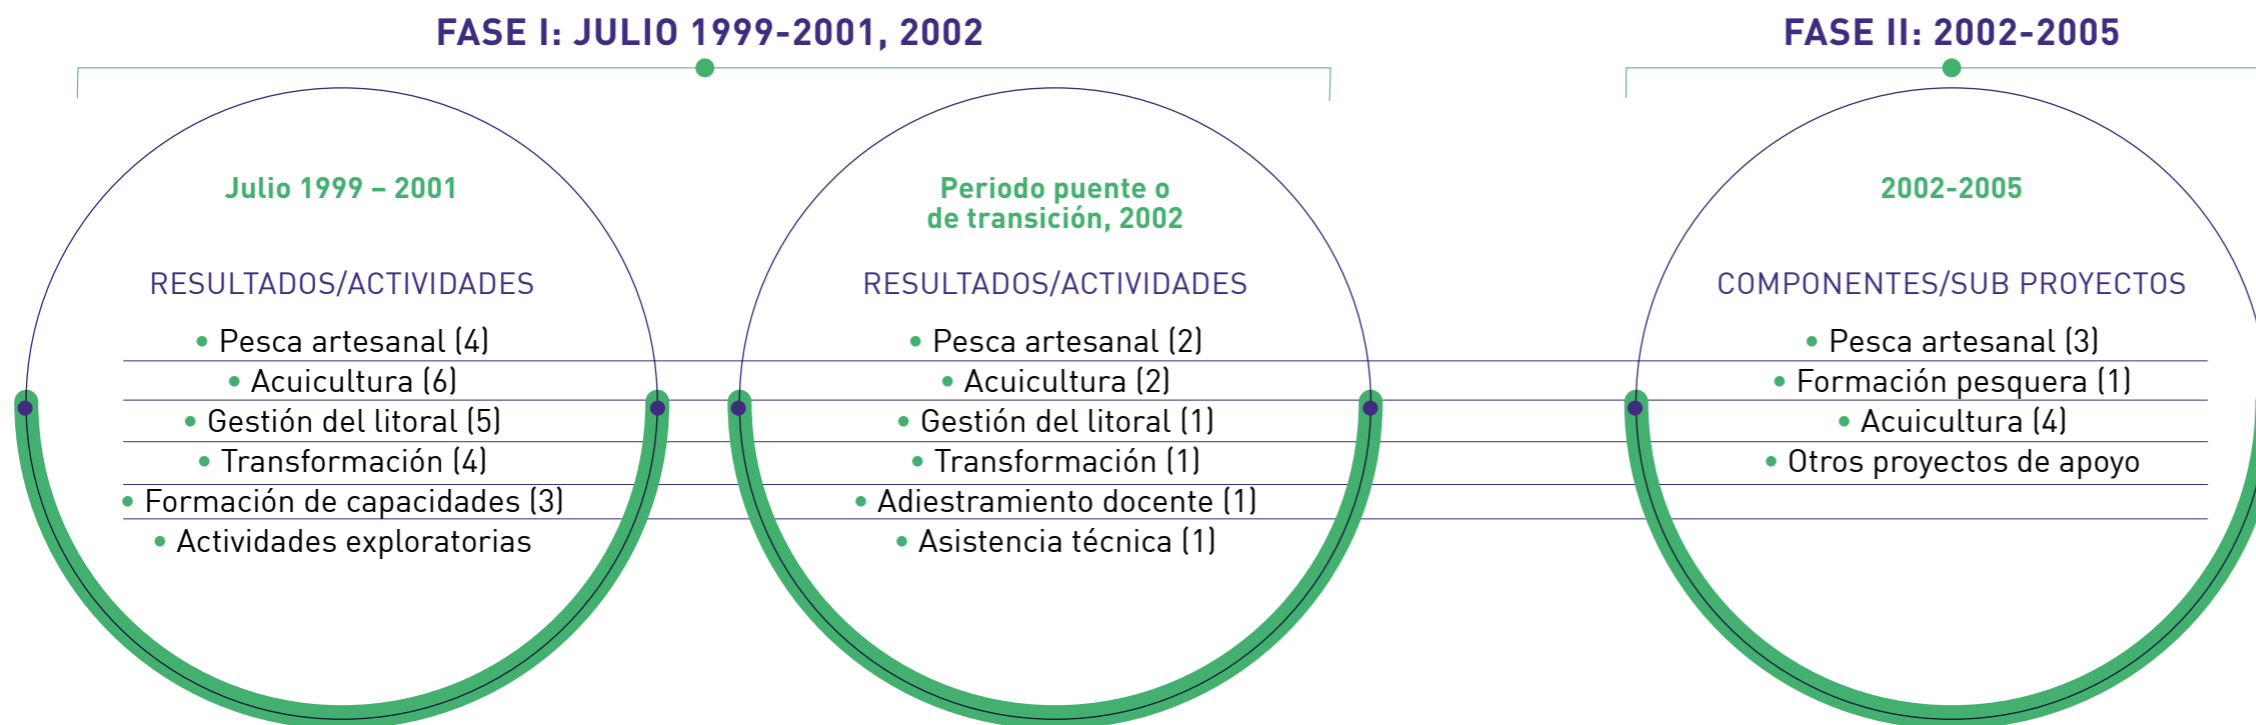 FASE I: JULIO 1999-2001, 2002
Julio 1999 – 2001
RESULTADOS/ACTIVIDADES
• Pesca artesanal (4)
• Acuicultura (6)
• Gestión del litoral (5)
• Transformación (4)
• Formación de capacidades (3)
• Actividades exploratorias
Periodo puente o
de transición, 2002
RESULTADOS/ACTIVIDADES
• Pesca artesanal (2)
• Acuicultura (2)
• Gestión del litoral (1)
• Transformación (1)
• Adiestramiento docente (1)
• Asistencia técnica (1)
FASE II: 2002-2005
2002-2005
COMPONENTES/SUB PROYECTOS
• Pesca artesanal (3)
• Formación pesquera (1)
• Acuicultura (4)
• Otros proyectos de apoyo